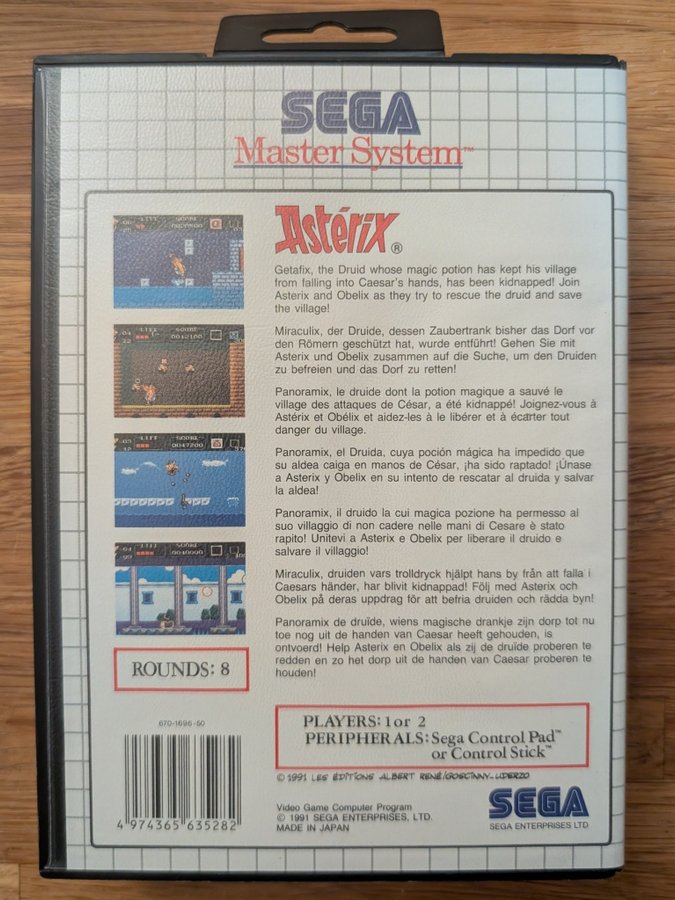 SEGA
Master System™
Astérix®
Getafix, the Druid whose magic potion has kept his village
from falling into Caesar's hands, has been kidnapped! Join
Asterix and Obelix as they try to rescue the druid and save
the village!
Miraculix, der Druide, dessen Zaubertrank bisher das Dorf vor
den Römern geschützt hat, wurde entführt! Gehen Sie mit
Asterix und Obelix zusammen auf die Suche, um den Druiden
zu befreien und das Dorf zu retten!
Panoramix, le druide dont la potion magique a sauvé le
village des attaques de César, a été kidnappé! Joignez-vous à
Astérix et Obélix et aidez-les à le libérer et à écarter tout
danger du village.
Panoramix, el Druida, cuya poción mágica ha impedido que
su aldea caiga en manos de César, ¡ha sido raptado! ¡Únase
a Asterix y Obelix en su intento de rescatar al druida y salvar
la aldea!
Panoramix, il druido la cui magica pozione ha permesso al
suo villaggio di non cadere nelle mani di Cesare è stato
rapito! Unitevi a Asterix e Obelix per liberare il druido e
salvare il villaggio!
Miraculix, druiden vars trolldryck hjälpt hans by från att falla i
Caesars händer, har blivit kidnappad! Följ med Asterix och
Obelix på deras uppdrag för att befria druiden och rädda byn!
Panoramix de druïde, wiens magische drankje zijn dorp tot nu
toe nog uit de handen van Caesar heeft gehouden, is
ontvoerd! Help Asterix en Obelix als zij de druïde proberen te
redden en zo het dorp uit de handen van Caesar proberen te
houden!
ROUNDS: 8
670-1696-50
4 974365 635282
PLAYERS: 1 or 2
PERIPHERALS: Sega Control Pad™
or Control Stick™
© 1991 LES ÉDITIONS ALBERT RENÉ/GOSCINNY-UDERZO
Video Game Computer Program
© 1991 SEGA ENTERPRISES, LTD.
MADE IN JAPAN
SEGA
SEGA ENTERPRISES LTD